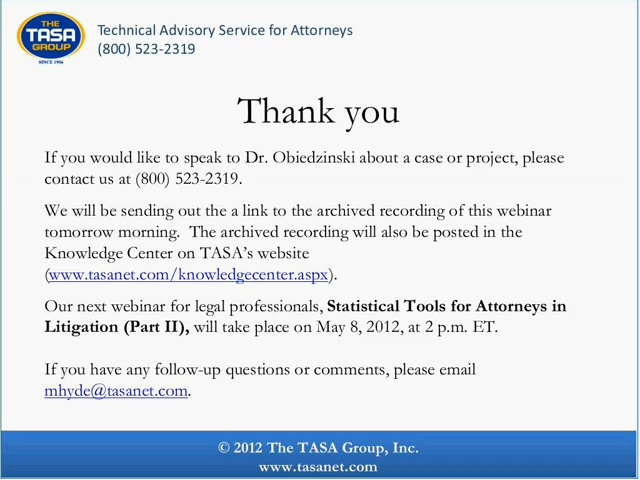 THE
TASA
GROUP
SINCE 1956
Technical Advisory Service for Attorneys
(800) 523-2319
Thank you
If you would like to speak to Dr. Obiedzinski about a case or project, please
contact us at (800) 523-2319.
We will be sending out the a link to the archived recording of this webinar
tomorrow morning.  The archived recording will also be posted in the
Knowledge Center on TASA's website
(www.tasanet.com/knowledgecenter.aspx).
Our next webinar for legal professionals, Statistical Tools for Attorneys in
Litigation (Part II), will take place on May 8, 2012, at 2 p.m. ET.
If you have any follow-up questions or comments, please email
mhyde@tasanet.com.
© 2012 The TASA Group, Inc.
www.tasanet.com